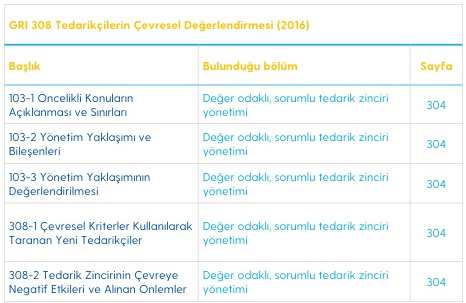 GRI 308 Tedarikçilerin Çevresel Değerlendirmesi (2016)
Başlık Bulunduğu bölüm Sayfa
103-1 Öncelikli Konuların
Açıklanması ve Sınırları
Değer odaklı, sorumlu tedarik zinciri
yönetimi
304
103-2 Yönetim Yaklaşımı ve
Bileşenleri
Değer odaklı, sorumlu tedarik zinciri
yönetimi
304
103-3 Yönetim Yaklaşımının
Değerlendirilmesi
Değer odaklı, sorumlu tedarik zinciri
yönetimi
304
308-1 Çevresel Kriterler Kullanılarak
Taranan Yeni Tedarikçiler
Değer odaklı, sorumlu tedarik zinciri
yönetimi
304
308-2 Tedarik Zincirinin Çevreye
Negatif Etkileri ve Alınan Önlemler
Değer odaklı, sorumlu tedarik zinciri
yönetimi
304